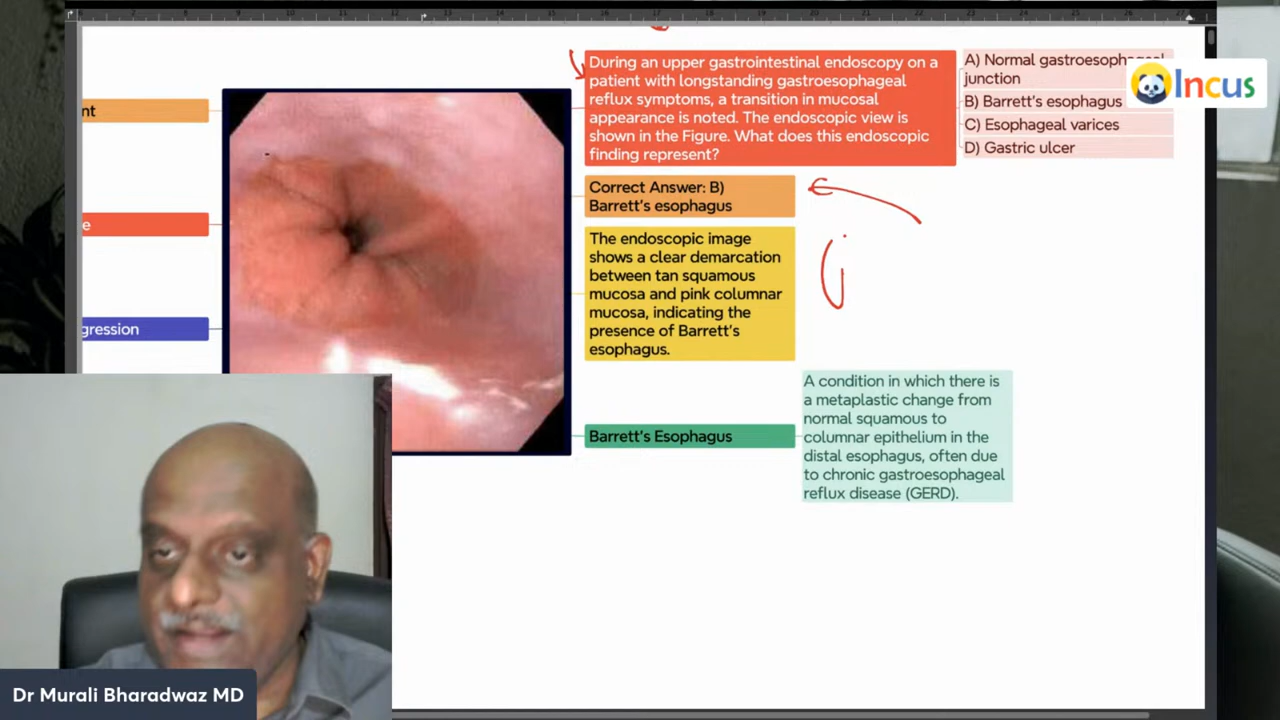 During an upper gastrointestinal endoscopy on a
patient with longstanding gastroesophageal
reflux symptoms, a transition in mucosal
appearance is noted. The endoscopic view is
shown in the Figure. What does this endoscopic
finding represent?
A) Normal
junction
B) Barrett's esophagus
C) Esophageal varices
D) Gastric ulcer
Incus
nt
e
gression
Correct Answer: B)
Barrett's esophagus
The endoscopic image
shows a clear demarcation
between tan squamous
mucosa and pink columnar
mucosa, indicating the
presence of Barrett's
esophagus.
Barrett's Esophagus
A condition in which there is
a metaplastic change from
normal squamous to
columnar epithelium in the
distal esophagus, often due
to chronic gastroesophageal
reflux disease (GERD).
Dr Murali Bharadwaz MD